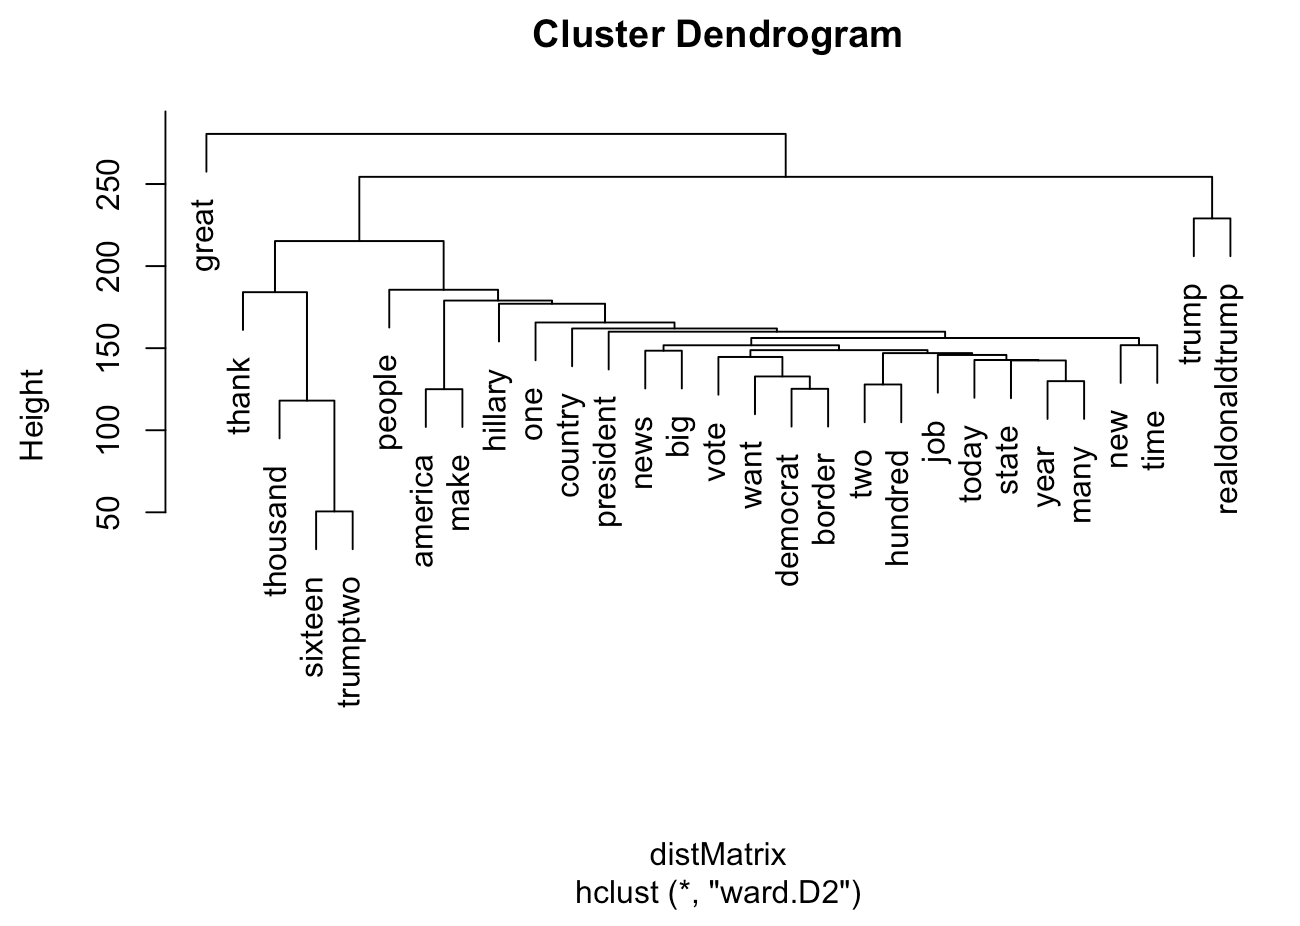 Cluster Dendrogram
Height
250
200
150
100
50
great
thank
thousand
sixteen
trumptwo
people
america
make
hillary
one
country
president
news
big
vote
want
democrat
border
two
hundred
job
today
state
year
many
new
time
trump
realdonaldtrump
distMatrix
hclust (*, "ward.D2")